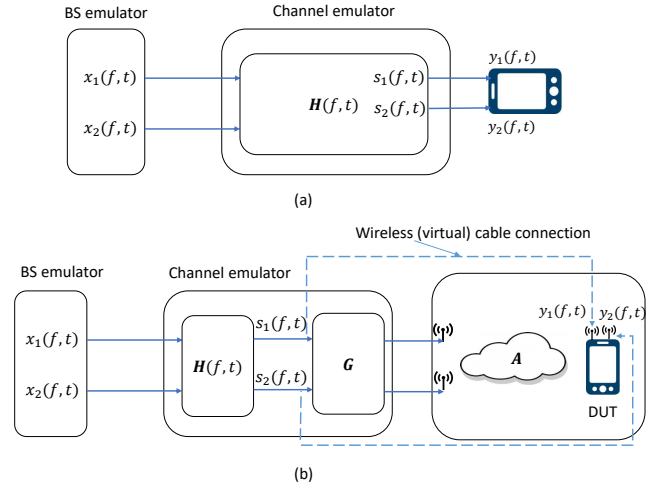 BS emulator
Channel emulator
x₁(f,t)
x₂(f,t)
H(f,t)
s₁(f,t)
s₂(f,t)
y₁(f,t)
y₂(f,t)
(a)
Wireless (virtual) cable connection
BS emulator
Channel emulator
x₁(f,t)
x₂(f,t)
H(f,t)
s₁(f,t)
s₂(f,t)
G
A
y₁(f,t)
y₂(f,t)
DUT
(b)